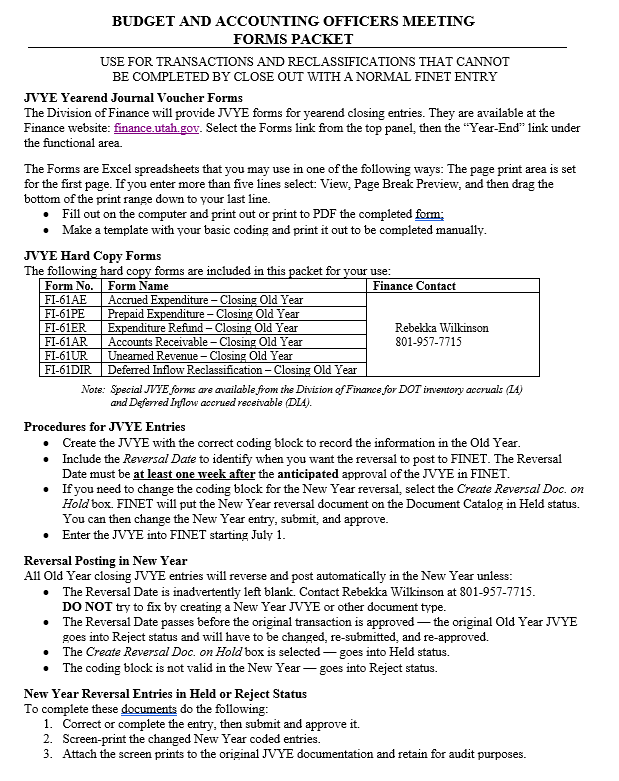 BUDGET AND ACCOUNTING OFFICERS MEETING
FORMS PACKET
USE FOR TRANSACTIONS AND RECLASSIFICATIONS THAT CANNOT
BE COMPLETED BY CLOSE OUT WITH A NORMAL FINET ENTRY
JVYE Yearend Journal Voucher Forms
The Division of Finance will provide JVYE forms for yearend closing entries. They are available at the
Finance website: finance.utah.gov. Select the Forms link from the top panel, then the “Year-End” link under
the functional area.
The Forms are Excel spreadsheets that you may use in one of the following ways: The page print area is set
for the first page. If you enter more than five lines select: View, Page Break Preview, and then drag the
bottom of the print range down to your last line.
• Fill out on the computer and print out or print to PDF the completed form;
• Make a template with your basic coding and print it out to be completed manually.
JVYE Hard Copy Forms
The following hard copy forms are included in this packet for your use:
Form No. Form Name Finance Contact
FI-61AE Accrued Expenditure – Closing Old Year
FI-61PE Prepaid Expenditure – Closing Old Year
FI-61ER Expenditure Refund – Closing Old Year Rebekka Wilkinson
FI-61AR Accounts Receivable – Closing Old Year 801-957-7715
FI-61UR Unearned Revenue – Closing Old Year
FI-61DIR Deferred Inflow Reclassification – Closing Old Year
Note: Special JVYE forms are available from the Division of Finance for DOT inventory accruals (IA)
and Deferred Inflow accrued receivable (DIA).
Procedures for JVYE Entries
• Create the JVYE with the correct coding block to record the information in the Old Year.
• Include the Reversal Date to identify when you want the reversal to post to FINET. The Reversal
Date must be at least one week after the anticipated approval of the JVYE in FINET.
• If you need to change the coding block for the New Year reversal, select the Create Reversal Doc. on
Hold box. FINET will put the New Year reversal document on the Document Catalog in Held status.
You can then change the New Year entry, submit, and approve.
• Enter the JVYE into FINET starting July 1.
Reversal Posting in New Year
All Old Year closing JVYE entries will reverse and post automatically in the New Year unless:
• The Reversal Date is inadvertently left blank. Contact Rebekka Wilkinson at 801-957-7715.
DO NOT try to fix by creating a New Year JVYE or other document type.
• The Reversal Date passes before the original transaction is approved — the original Old Year JVYE
goes into Reject status and will have to be changed, re-submitted, and re-approved.
• The Create Reversal Doc. on Hold box is selected — goes into Held status.
• The coding block is not valid in the New Year — goes into Reject status.
New Year Reversal Entries in Held or Reject Status
To complete these documents do the following:
1. Correct or complete the entry, then submit and approve it.
2. Screen-print the changed New Year coded entries.
3. Attach the screen prints to the original JVYE documentation and retain for audit purposes.